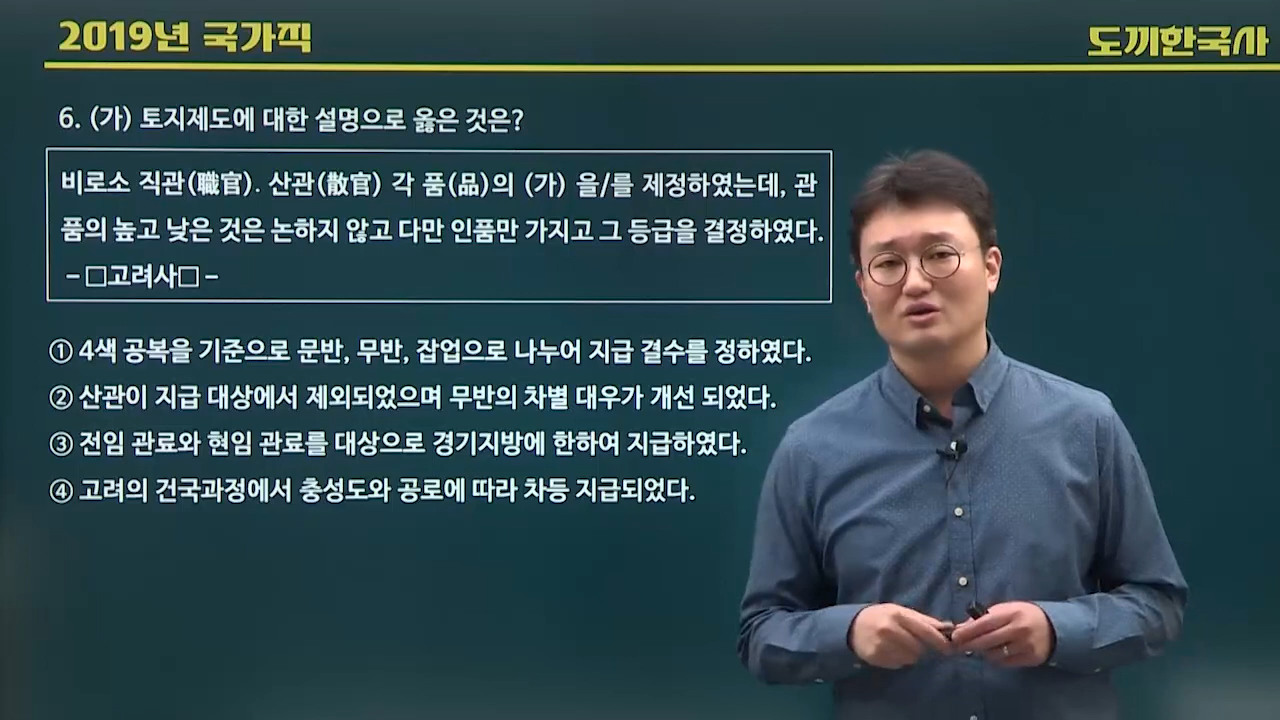 2019년 국가직
도끼한국사
6. (가) 토지제도에 대한 설명으로 옳은 것은?
비로소 직관(職官). 산관(散官) 각 품(品)의 (가) 을/를 제정하였는데, 관
품의 높고 낮은 것은 논하지 않고 다만 인품만 가지고 그 등급을 결정하였다.
- □고려사□ -
① 4색 공복을 기준으로 문반, 무반, 잡업으로 나누어 지급 결수를 정하였다.
② 산관이 지급 대상에서 제외되었으며 무반의 차별 대우가 개선 되었다.
③ 전임 관료와 현임 관료를 대상으로 경기지방에 한하여 지급하였다.
④ 고려의 건국과정에서 충성도와 공로에 따라 차등 지급되었다.